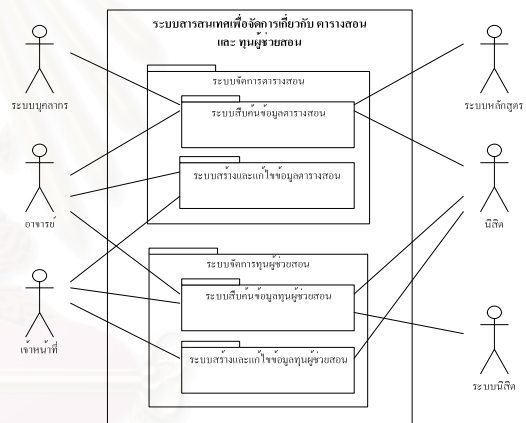 ระบบสารสนเทศเพื่อจัดการเกี่ยวกับ ตารางสอน
และ ทุนผู้ช่วยสอน
ระบบจัดการตารางสอน
ระบบบุคลากร
ระบบสืบค้นข้อมูลตารางสอน
ระบบหลักสูตร
ระบบสร้างและแก้ไขข้อมูลตารางสอน
อาจารย์
นิสิต
ระบบจัดการทุนผู้ช่วยสอน
ระบบสืบค้นข้อมูลทุนผู้ช่วยสอน
เจ้าหน้าที่
ระบบสร้างและแก้ไขข้อมูลทุนผู้ช่วยสอน
ระบบนิสิต